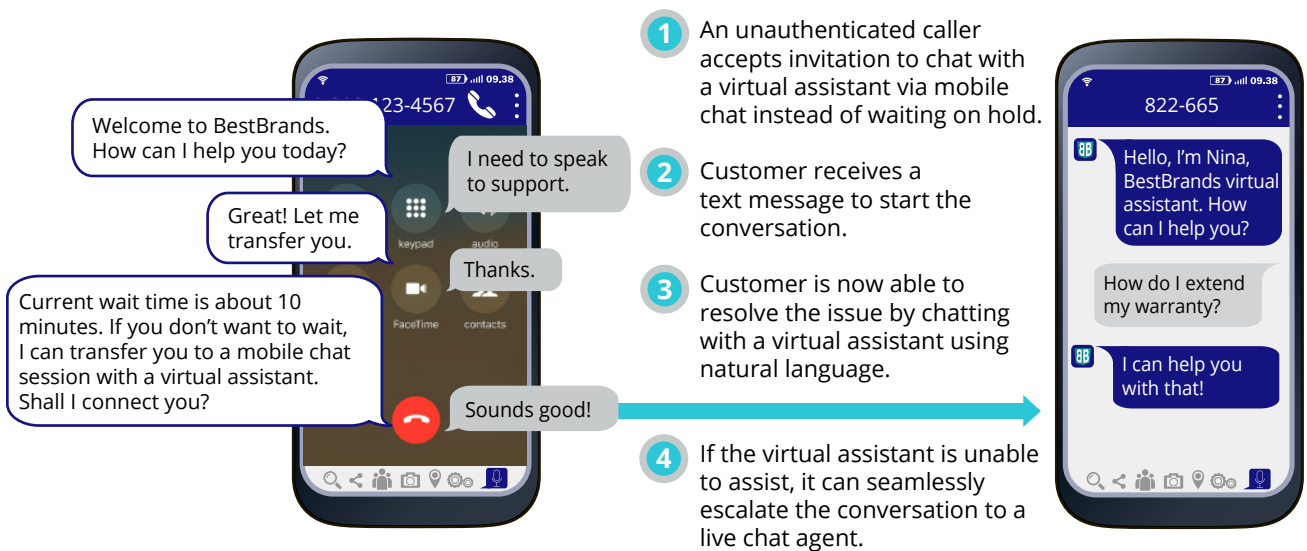 87 09.38
123-4567
Welcome to BestBrands.
How can I help you today?
I need to speak
to support.
Great! Let me
transfer you.
keypad
audio
Thanks.
Current wait time is about 10
minutes. If you don’t want to wait,
I can transfer you to a mobile chat
session with a virtual assistant.
Shall I connect you?
FaceTime
contacts
Sounds good!
1
An unauthenticated caller
accepts invitation to chat with
a virtual assistant via mobile
chat instead of waiting on hold.
2
Customer receives a
text message to start the
conversation.
3
Customer is now able to
resolve the issue by chatting
with a virtual assistant using
natural language.
4
If the virtual assistant is unable
to assist, it can seamlessly
escalate the conversation to a
live chat agent.
87 09.38
822-665
BB
Hello, I’m Nina,
BestBrands virtual
assistant. How
can I help you?
How do I extend
my warranty?
BB
I can help you
with that!